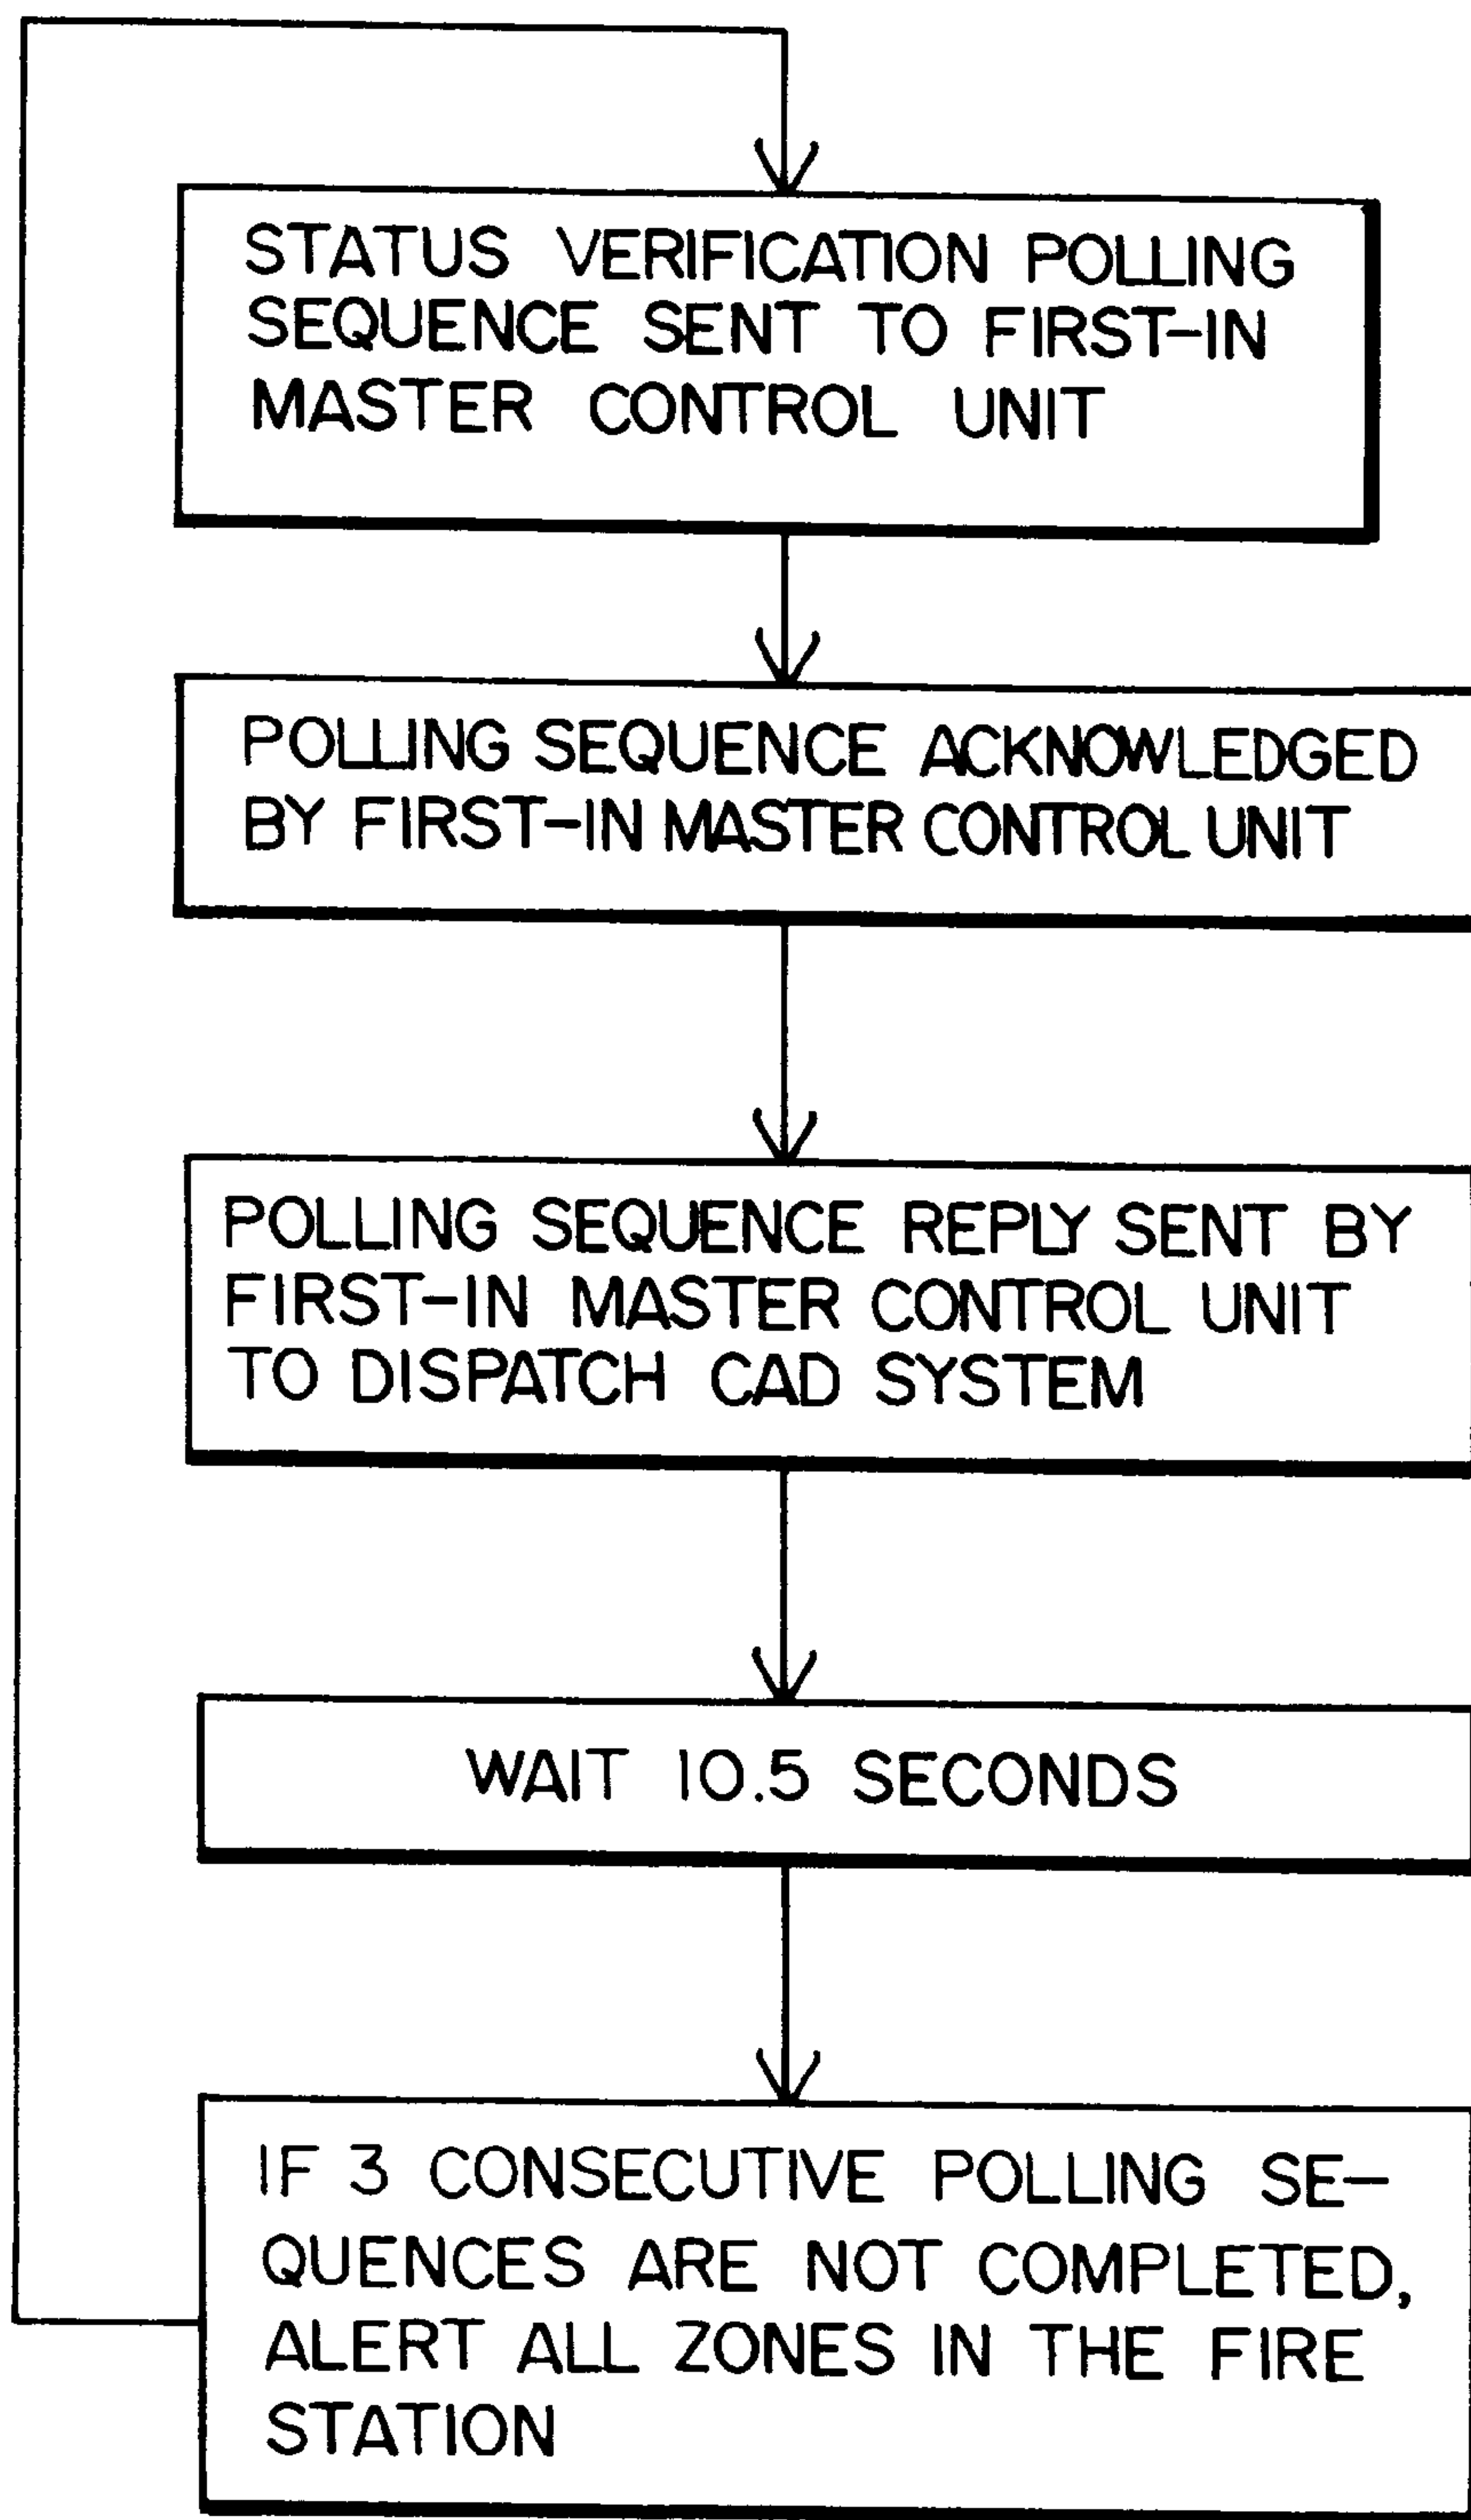 STATUS VERIFICATION POLLING
SEQUENCE SENT TO FIRST-IN
MASTER CONTROL UNIT
POLLING SEQUENCE ACKNOWLEDGED
BY FIRST-IN MASTER CONTROL UNIT
POLLING SEQUENCE REPLY SENT BY
FIRST-IN MASTER CONTROL UNIT
TO DISPATCH CAD SYSTEM
WAIT 10.5 SECONDS
IF 3 CONSECUTIVE POLLING SE-
QUENCES ARE NOT COMPLETED,
ALERT ALL ZONES IN THE FIRE
STATION